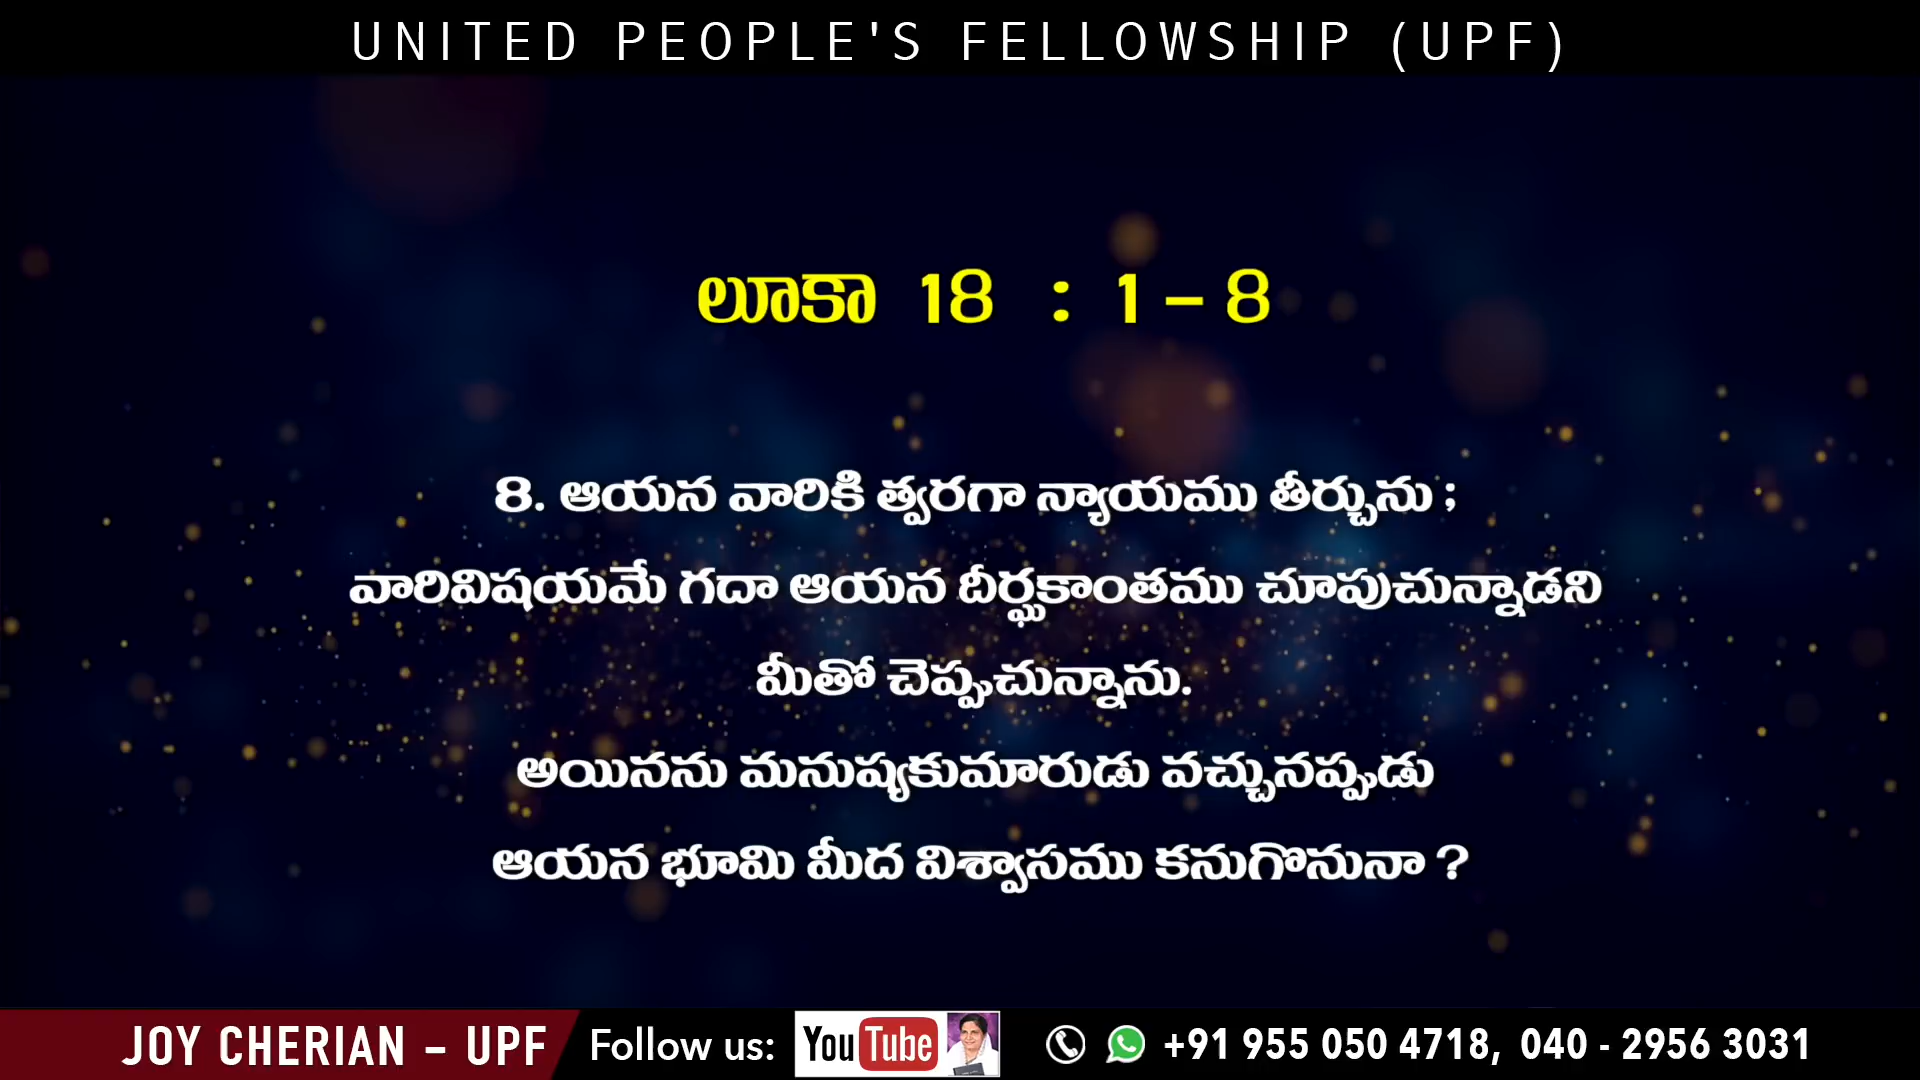 UNITED PEOPLE'S FELLOWSHIP (UPF)
లూకా 18 : 1 – 8
8. ఆయన వారికి త్వరగా న్యాయము తీర్చును ;
వారివిషయమే గదా ఆయన దీర్ఘకాంతము చూపుచున్నాడని
మీతో చెప్పుచున్నాను.
అయినను మనుష్యకుమారుడు వచ్చునప్పుడు
ఆయన భూమి మీద విశ్వాసము కనుగొనునా ?
JOY CHERIAN – UPF Follow us: YouTube +91 955 050 4718, 040 - 2956 3031